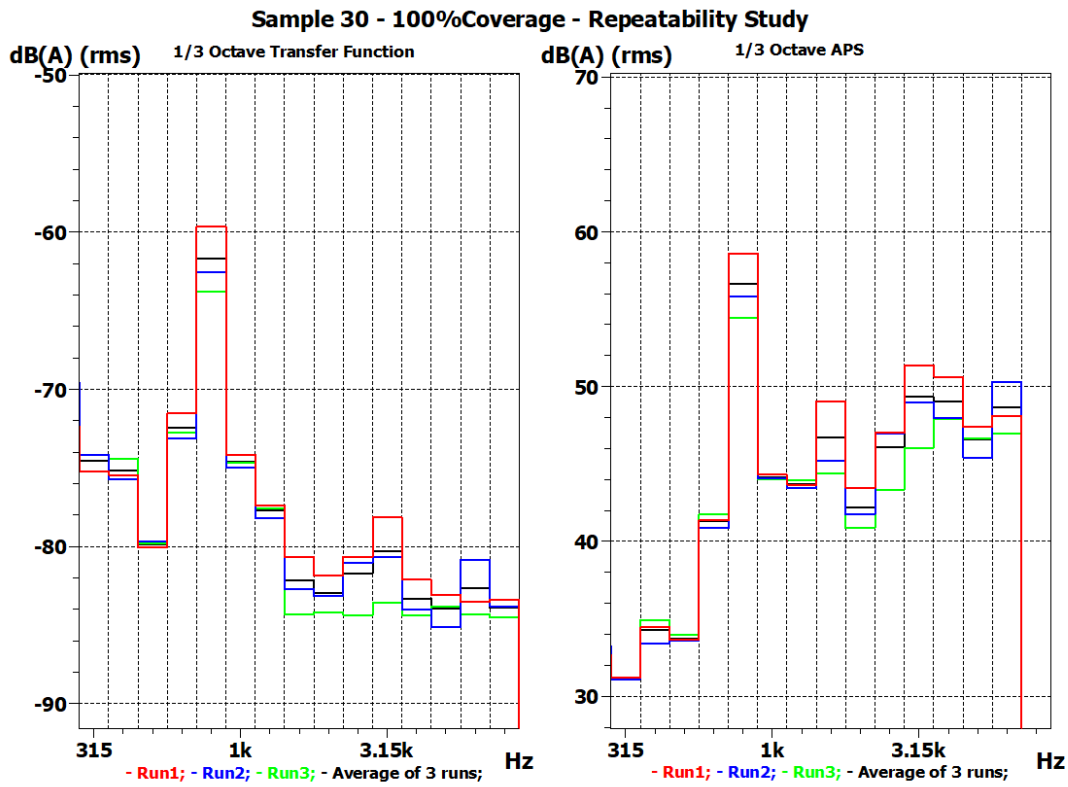 Sample 30 - 100%Coverage - Repeatability Study
dB(A) (rms) 1/3 Octave Transfer Function
-50
-60
-70
-80
-90
315 1k 3.15k Hz
- Run1; - Run2; - Run3; - Average of 3 runs;
dB(A) (rms) 1/3 Octave APS
70
60
50
40
30
315 1k 3.15k Hz
- Run1; - Run2; - Run3; - Average of 3 runs;